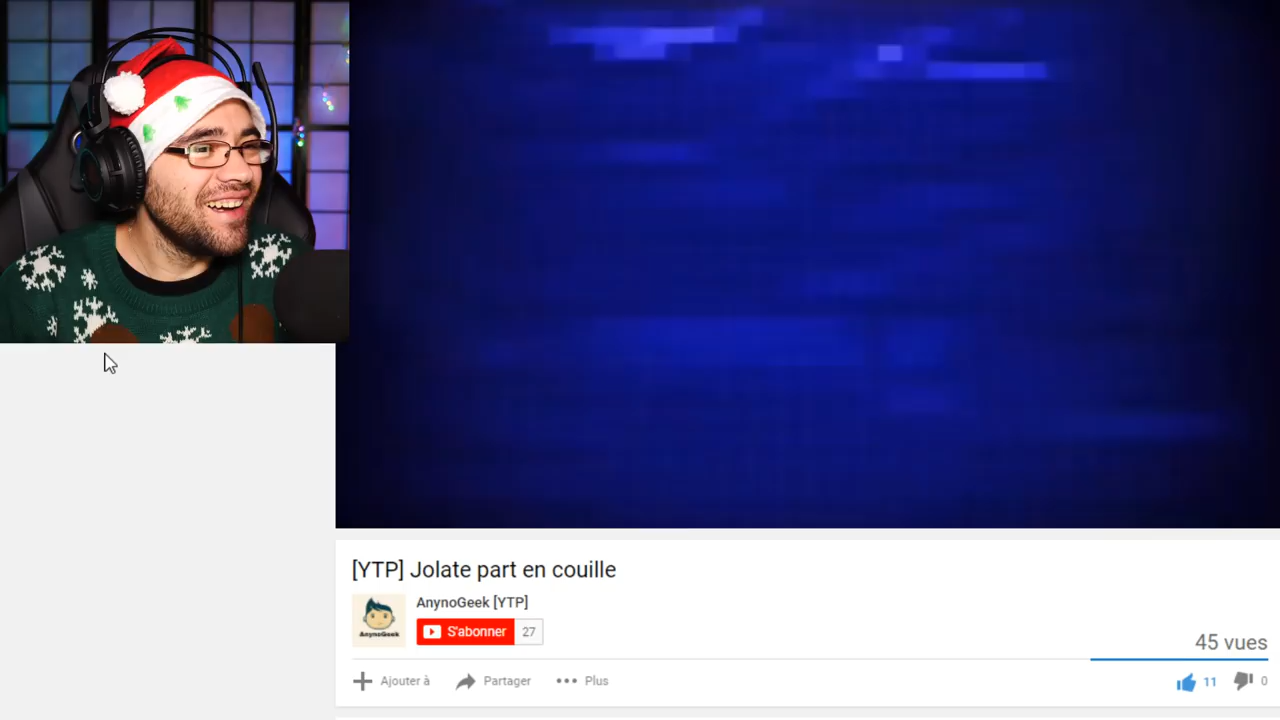 [YTP] Jolate part en couille
AnynoGeek [YTP]
AnynoGeek
S'abonner 27
45 vues
Ajouter à Partager Plus
11 0